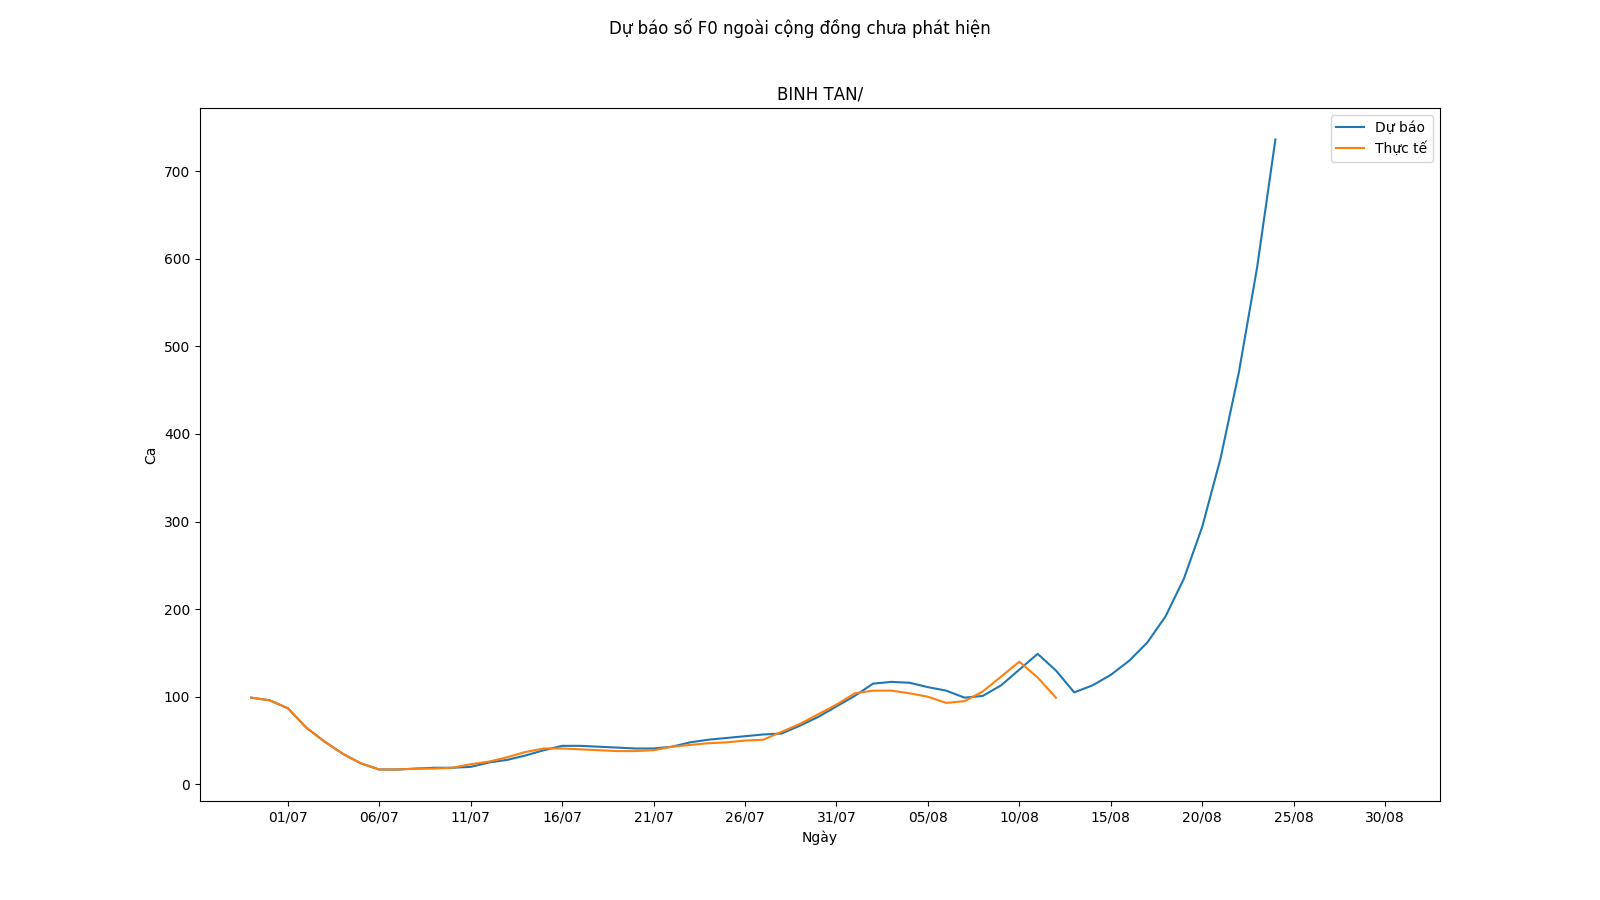 Dự báo số F0 ngoài cộng đồng chưa phát hiện
BINH TAN/
Dự báo
Thực tế
700
600
500
400
300
200
100
0
Ca
01/07 06/07 11/07 16/07 21/07 26/07 31/07 05/08 10/08 15/08 20/08 25/08 30/08
Ngày